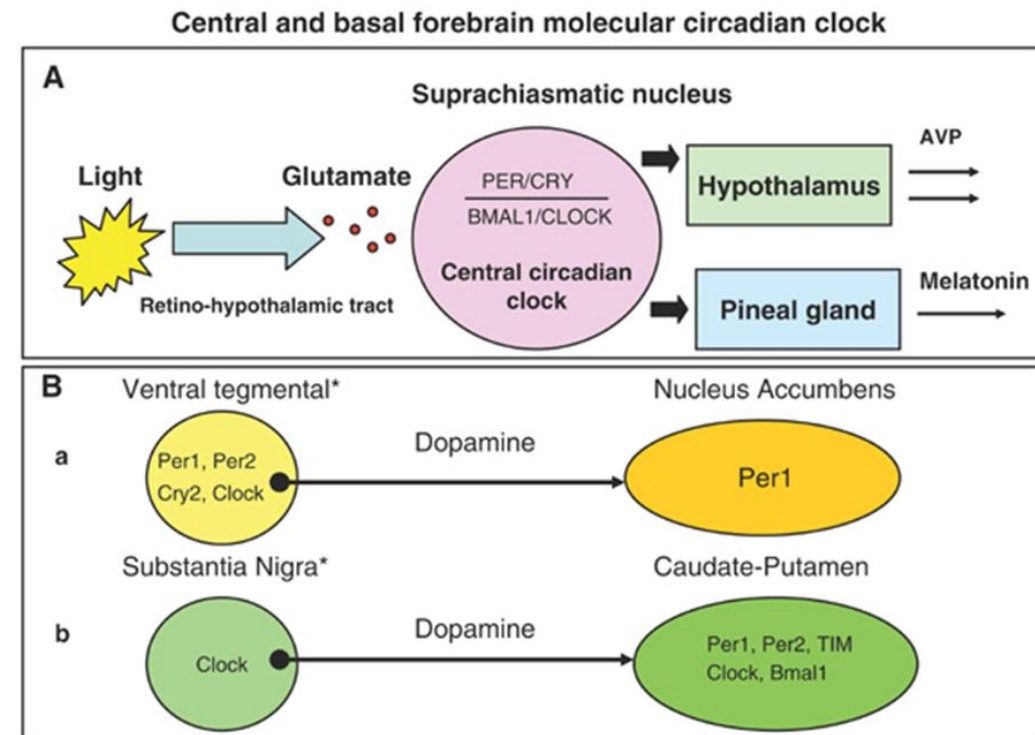 Central and basal forebrain molecular circadian clock
A
Suprachiasmatic nucleus
Light
Glutamate
Retino-hypothalamic tract
PER/CRY
BMAL1/CLOCK
Central circadian
clock
Hypothalamus
AVP
Pineal gland
Melatonin
B
Ventral tegmental*
Nucleus Accumbens
a
Per1, Per2
Cry2, Clock
Dopamine
Per1
Substantia Nigra*
Caudate-Putamen
b
Clock
Dopamine
Per1, Per2, TIM
Clock, Bmal1